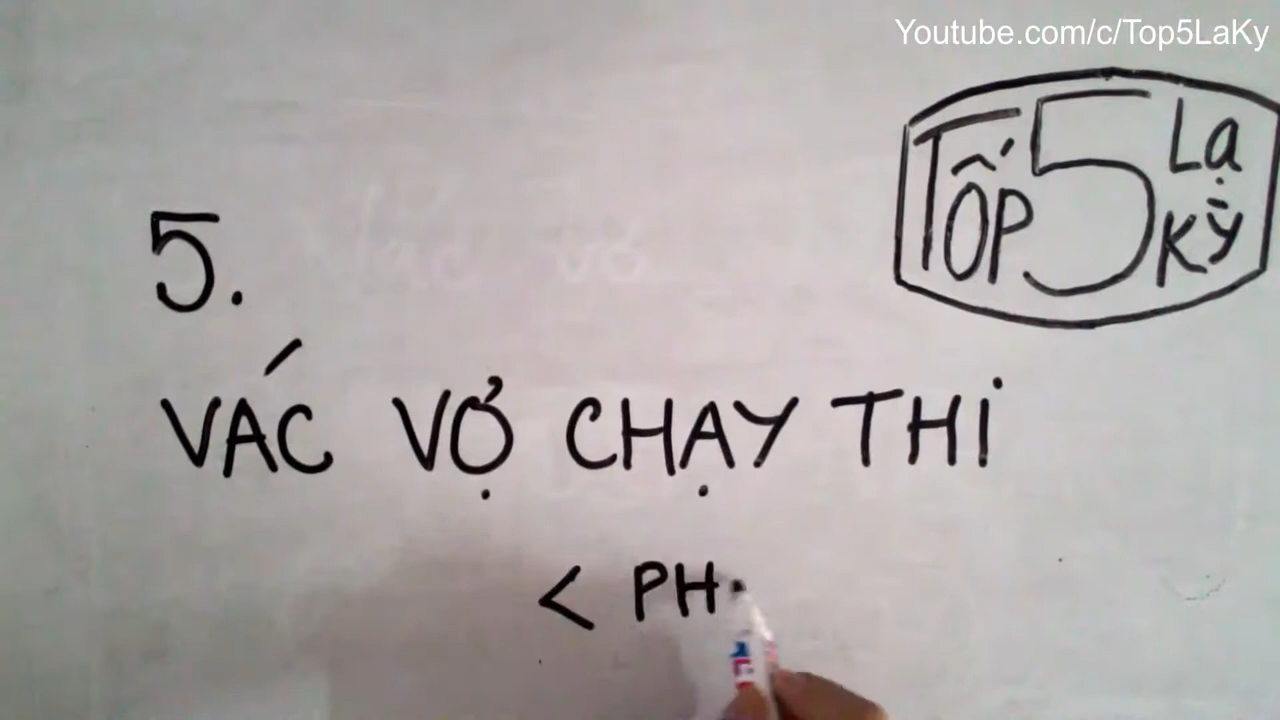 Youtube.com/c/Top5LaKy
TỐP 5 Lạ Kỳ
5.
VÁC VỢ CHẠY THi
< PH